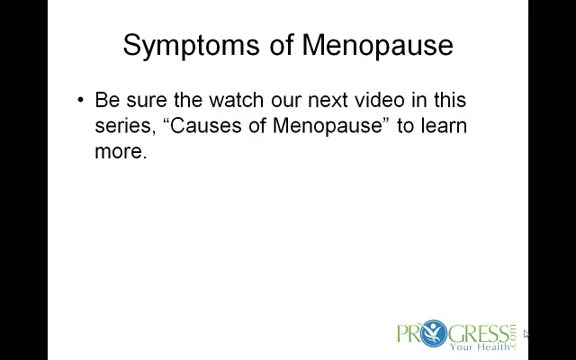 Symptoms of Menopause
• Be sure the watch our next video in this
series, “Causes of Menopause” to learn
more.
PROGRESS
Your Health.com